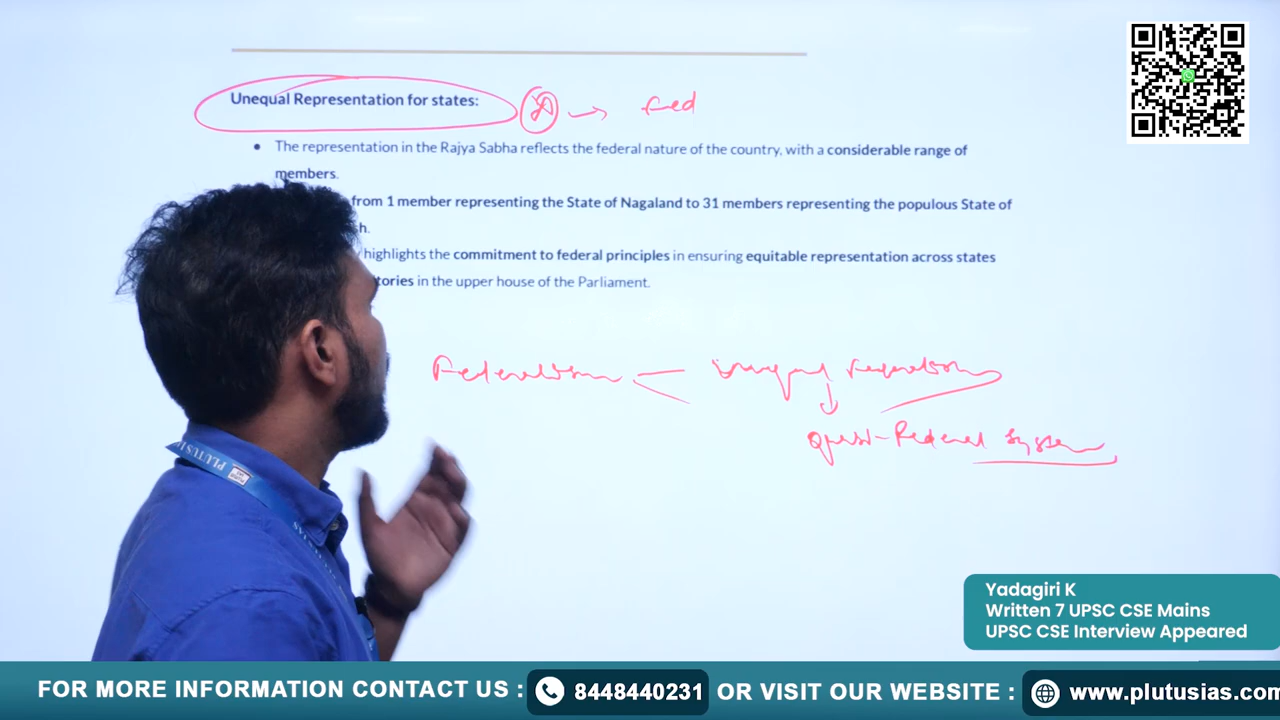 Unequal Representation for states:
Fed
• The representation in the Rajya Sabha reflects the federal nature of the country, with a considerable range of
members.
from 1 member representing the State of Nagaland to 31 members representing the populous State of
h.
highlights the commitment to federal principles in ensuring equitable representation across states
tories in the upper house of the Parliament.
Federalism
Unequal Federalism
Quasi-Federal System
PLUTUS IAS
Yadagiri K
Written 7 UPSC CSE Mains
UPSC CSE Interview Appeared
FOR MORE INFORMATION CONTACT US : 8448440231 OR VISIT OUR WEBSITE : www.plutusias.com